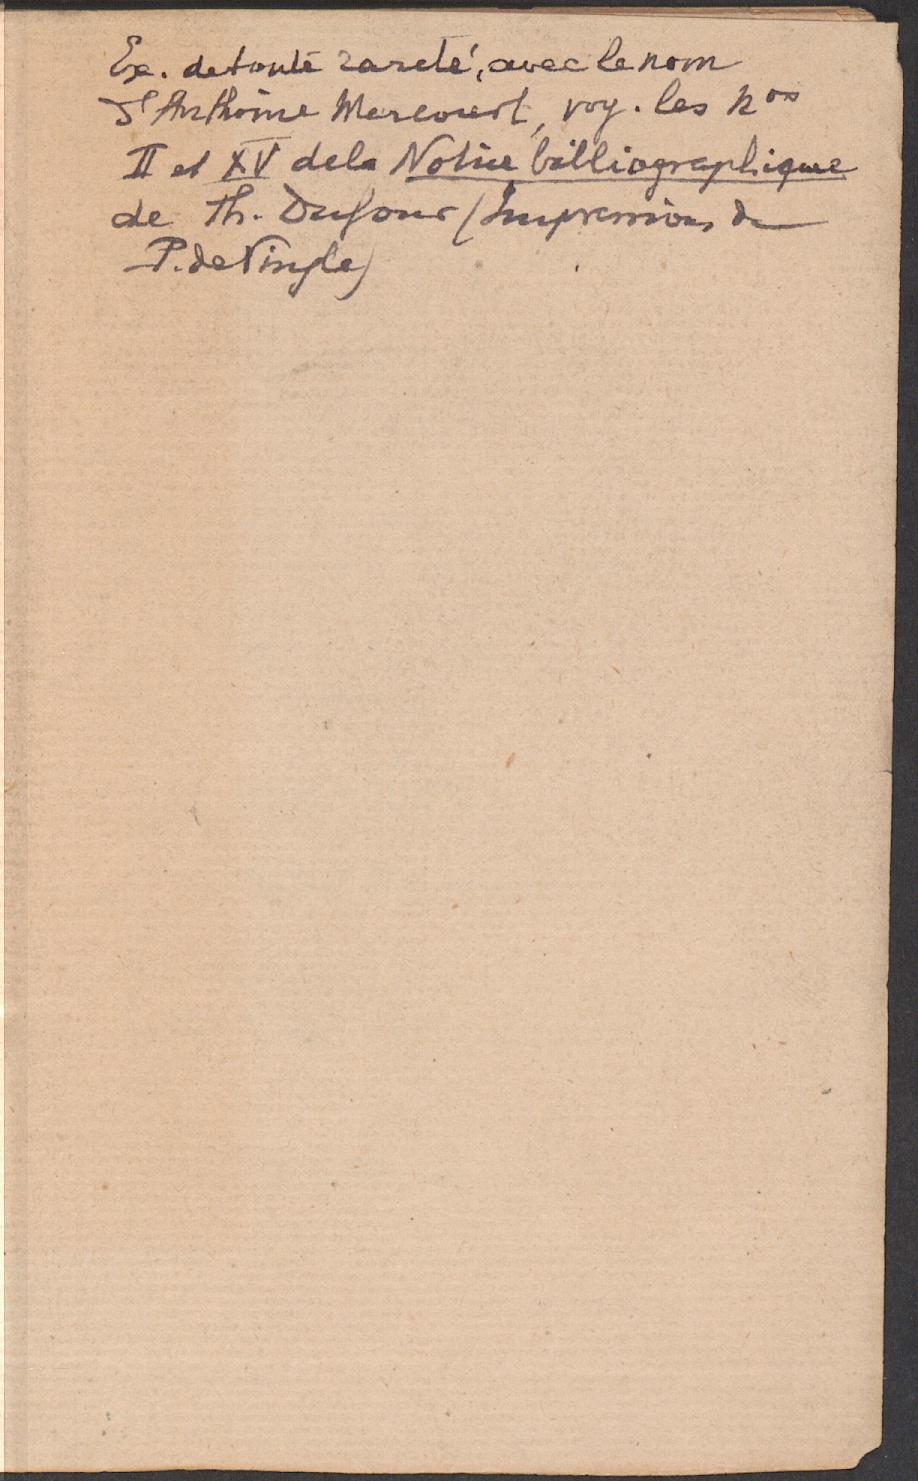 Ex. de toute rareté, avec le nom
d'Anthoine Marcourt, voy. les nos
II et XV de la Notice bibliographique
de Th. Dufour (Impressions de
P. de Vingle)